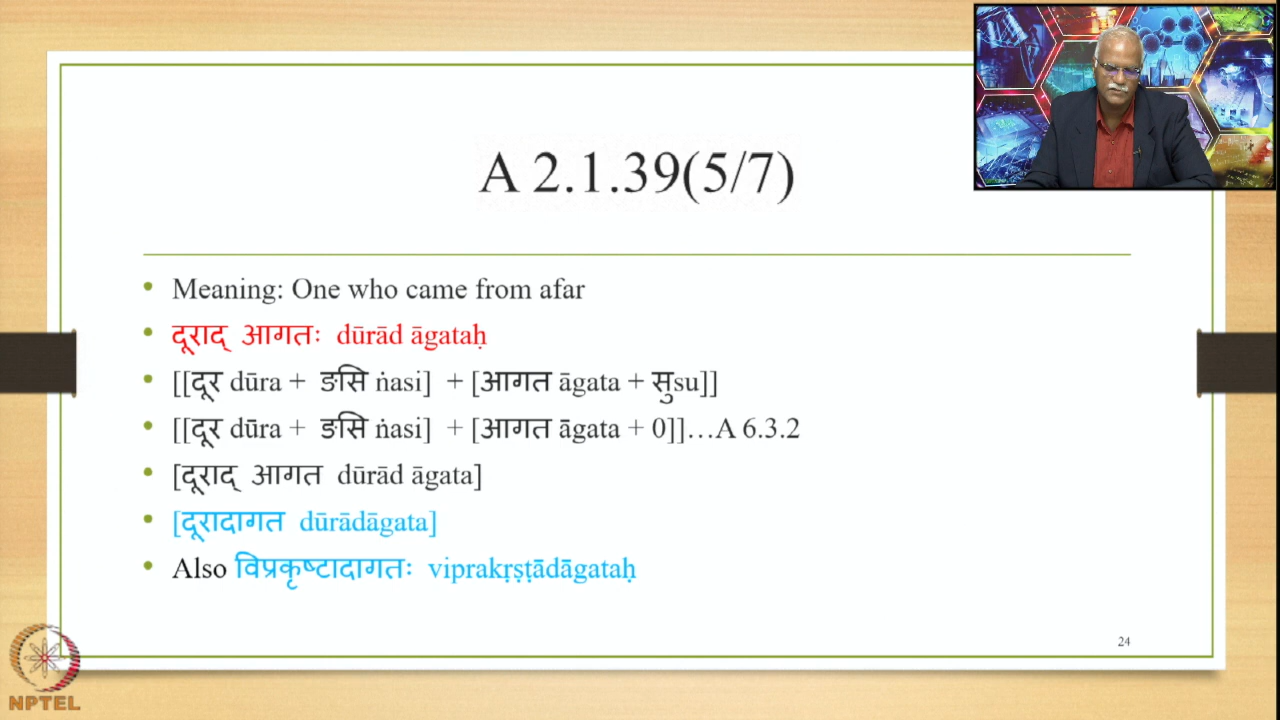 A 2.1.39(5/7)
Meaning: One who came from afar
दूराद् आगतः dūrād āgataḥ
[[दूर dūra + ङसि ṅasi] + [आगत āgata + सुsu]]
[[दूर dūra + ङसि ṅasi] + [आगत āgata + 0]]…A 6.3.2
[दूराद् आगत dūrād āgata]
[दूरादागत dūrādāgata]
Also विप्रकृष्टादागतः viprakṛṣṭādāgataḥ
24
NPTEL